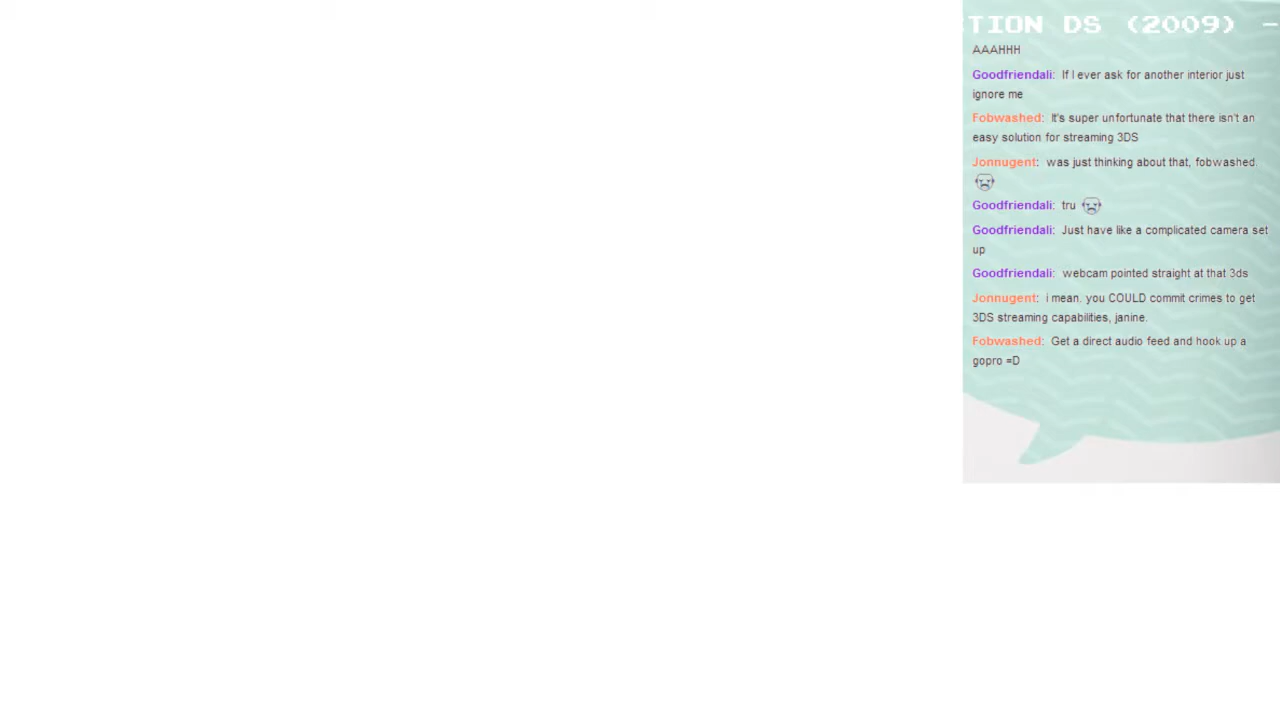 TION DS (2009) -
AAAHHH
Goodfriendali: If I ever ask for another interior just
ignore me
Fobwashed: It's super unfortunate that there isn't an
easy solution for streaming 3DS
Jonnugent: was just thinking about that, fobwashed.
Goodfriendali: tru
Goodfriendali: Just have like a complicated camera set
up
Goodfriendali: webcam pointed straight at that 3ds
Jonnugent: i mean. you COULD commit crimes to get
3DS streaming capabilities, janine.
Fobwashed: Get a direct audio feed and hook up a
gopro =D